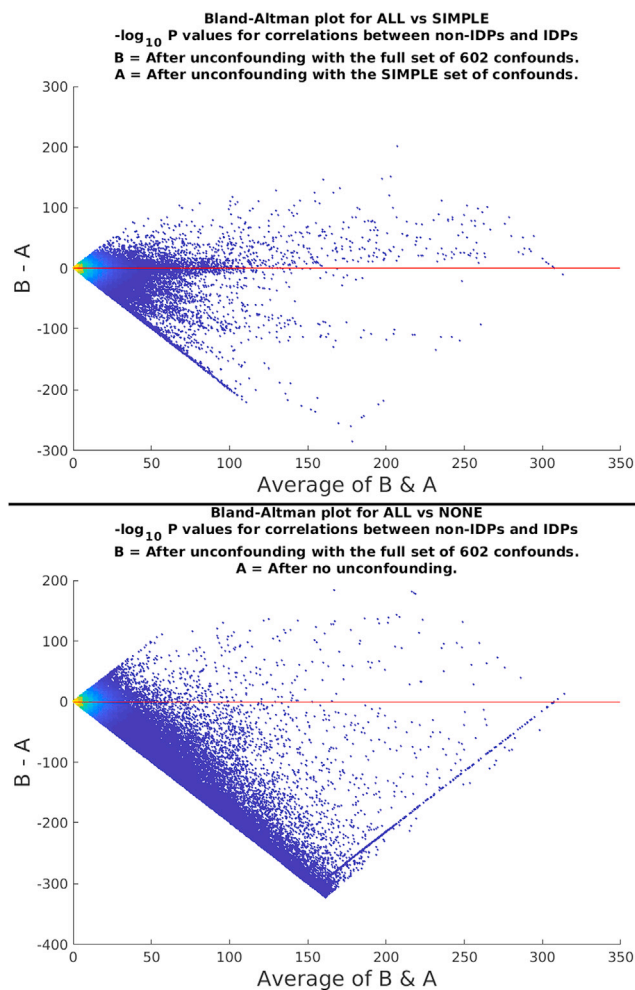 Bland-Altman plot for ALL vs SIMPLE
-log10 P values for correlations between non-IDPs and IDPs
B = After unconfounding with the full set of 602 confounds.
A = After unconfounding with the SIMPLE set of confounds.
300
200
100
0
-100
-200
-300
B - A
0 50 100 150 200 250 300 350
Average of B & A
Bland-Altman plot for ALL vs NONE
-log10 P values for correlations between non-IDPs and IDPs
B = After unconfounding with the full set of 602 confounds.
A = After no unconfounding.
200
100
0
-100
-200
-300
-400
B - A
0 50 100 150 200 250 300 350
Average of B & A